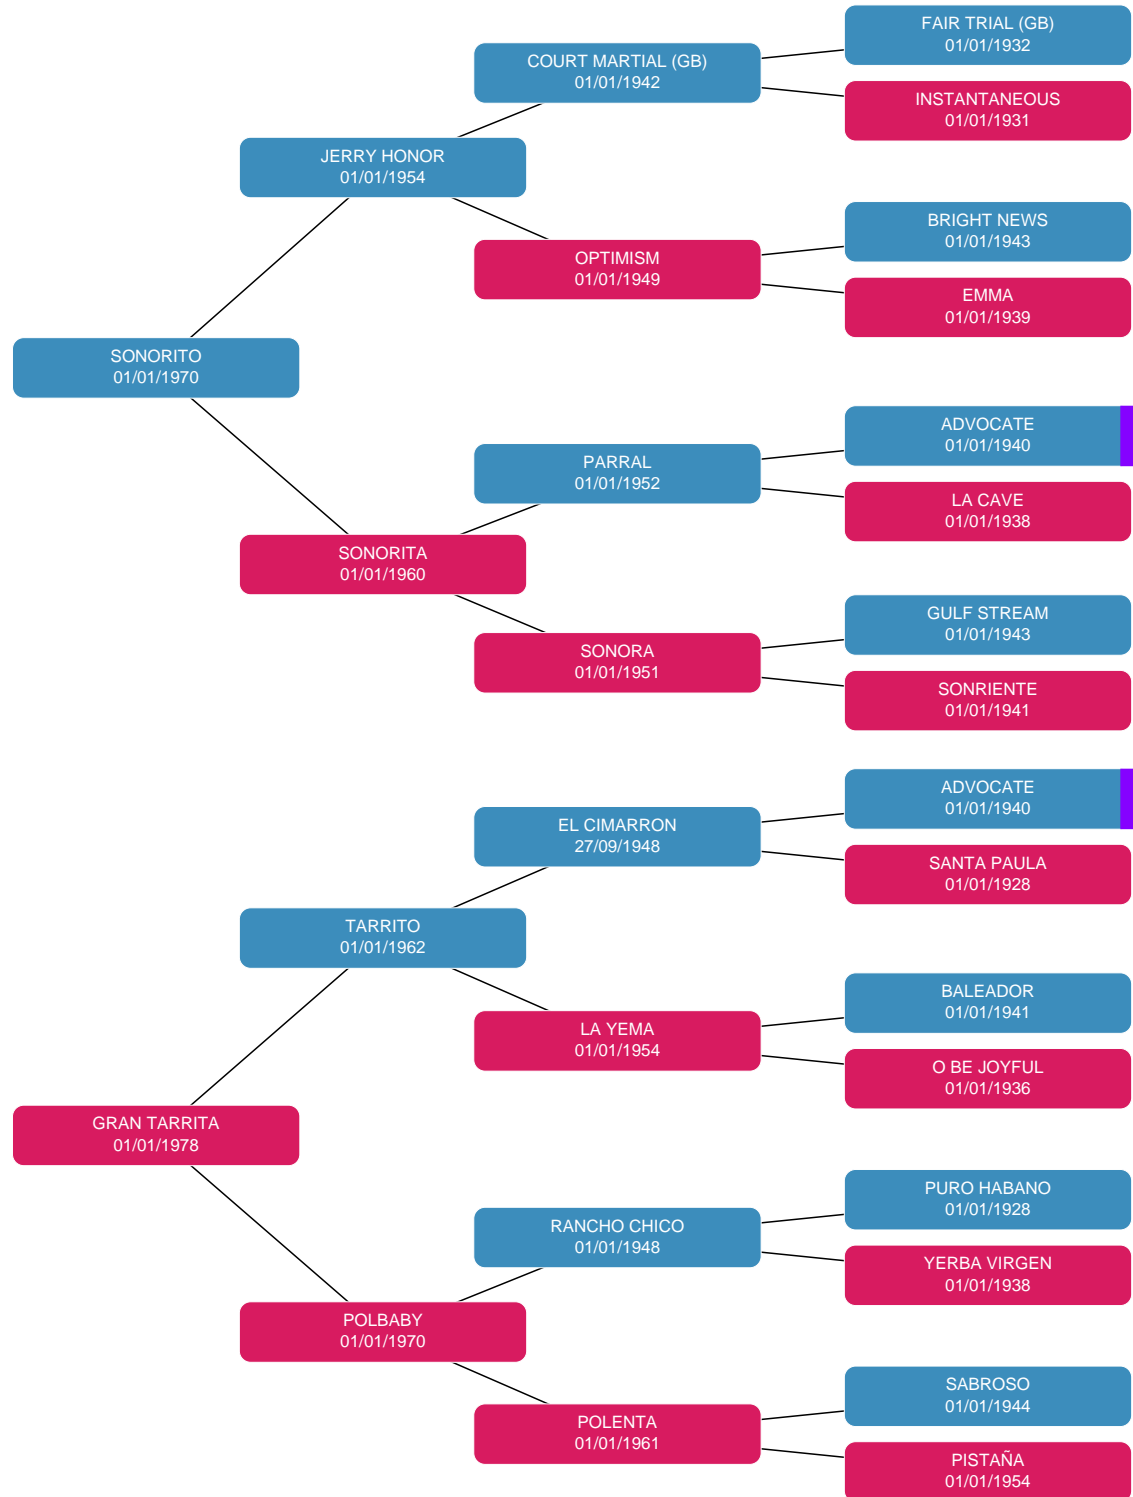 FAIR TRIAL (GB)
01/01/1932
COURT MARTIAL (GB)
01/01/1942
INSTANTANEOUS
01/01/1931
JERRY HONOR
01/01/1954
BRIGHT NEWS
01/01/1943
OPTIMISM
01/01/1949
EMMA
01/01/1939
SONORITO
01/01/1970
ADVOCATE
01/01/1940
PARRAL
01/01/1952
LA CAVE
01/01/1938
SONORITA
01/01/1960
GULF STREAM
01/01/1943
SONORA
01/01/1951
SONRIENTE
01/01/1941
ADVOCATE
01/01/1940
EL CIMARRON
27/09/1948
SANTA PAULA
01/01/1928
TARRITO
01/01/1962
BALEADOR
01/01/1941
LA YEMA
01/01/1954
O BE JOYFUL
01/01/1936
GRAN TARRITA
01/01/1978
PURO HABANO
01/01/1928
RANCHO CHICO
01/01/1948
YERBA VIRGEN
01/01/1938
POLBABY
01/01/1970
SABROSO
01/01/1944
POLENTA
01/01/1961
PISTAÑA
01/01/1954